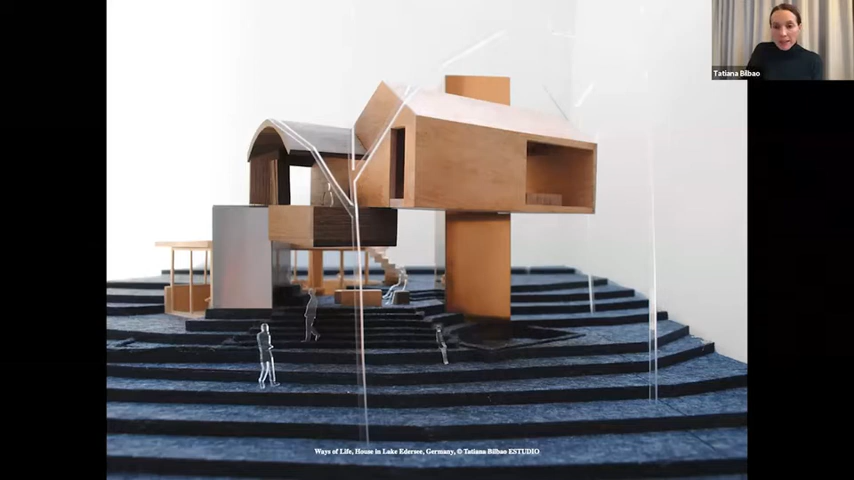 Tatiana Bilbao
Ways of Life, House in Lake Edersee, Germany, © Tatiana Bilbao ESTUDIO